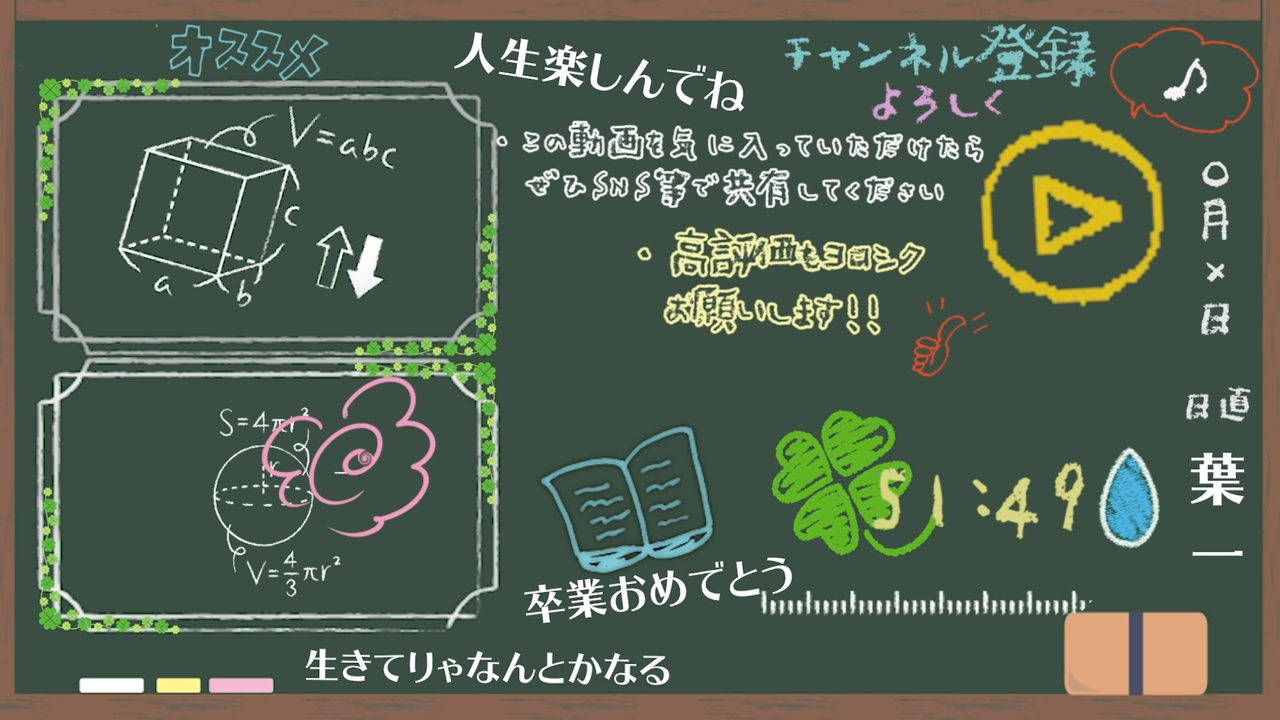 オススメ
人生楽しんでね
チャンネル登録
よろしく
・この動画を気に入っていただけたら
ぜひSNS等で共有してください
・高評価もヨロシク
お願いします!!
V=abc
a
b
c
S=4πr²
r
V=4/3πr²
51:49
卒業おめでとう
生きてりゃなんとかなる
○月×日
日直
葉一